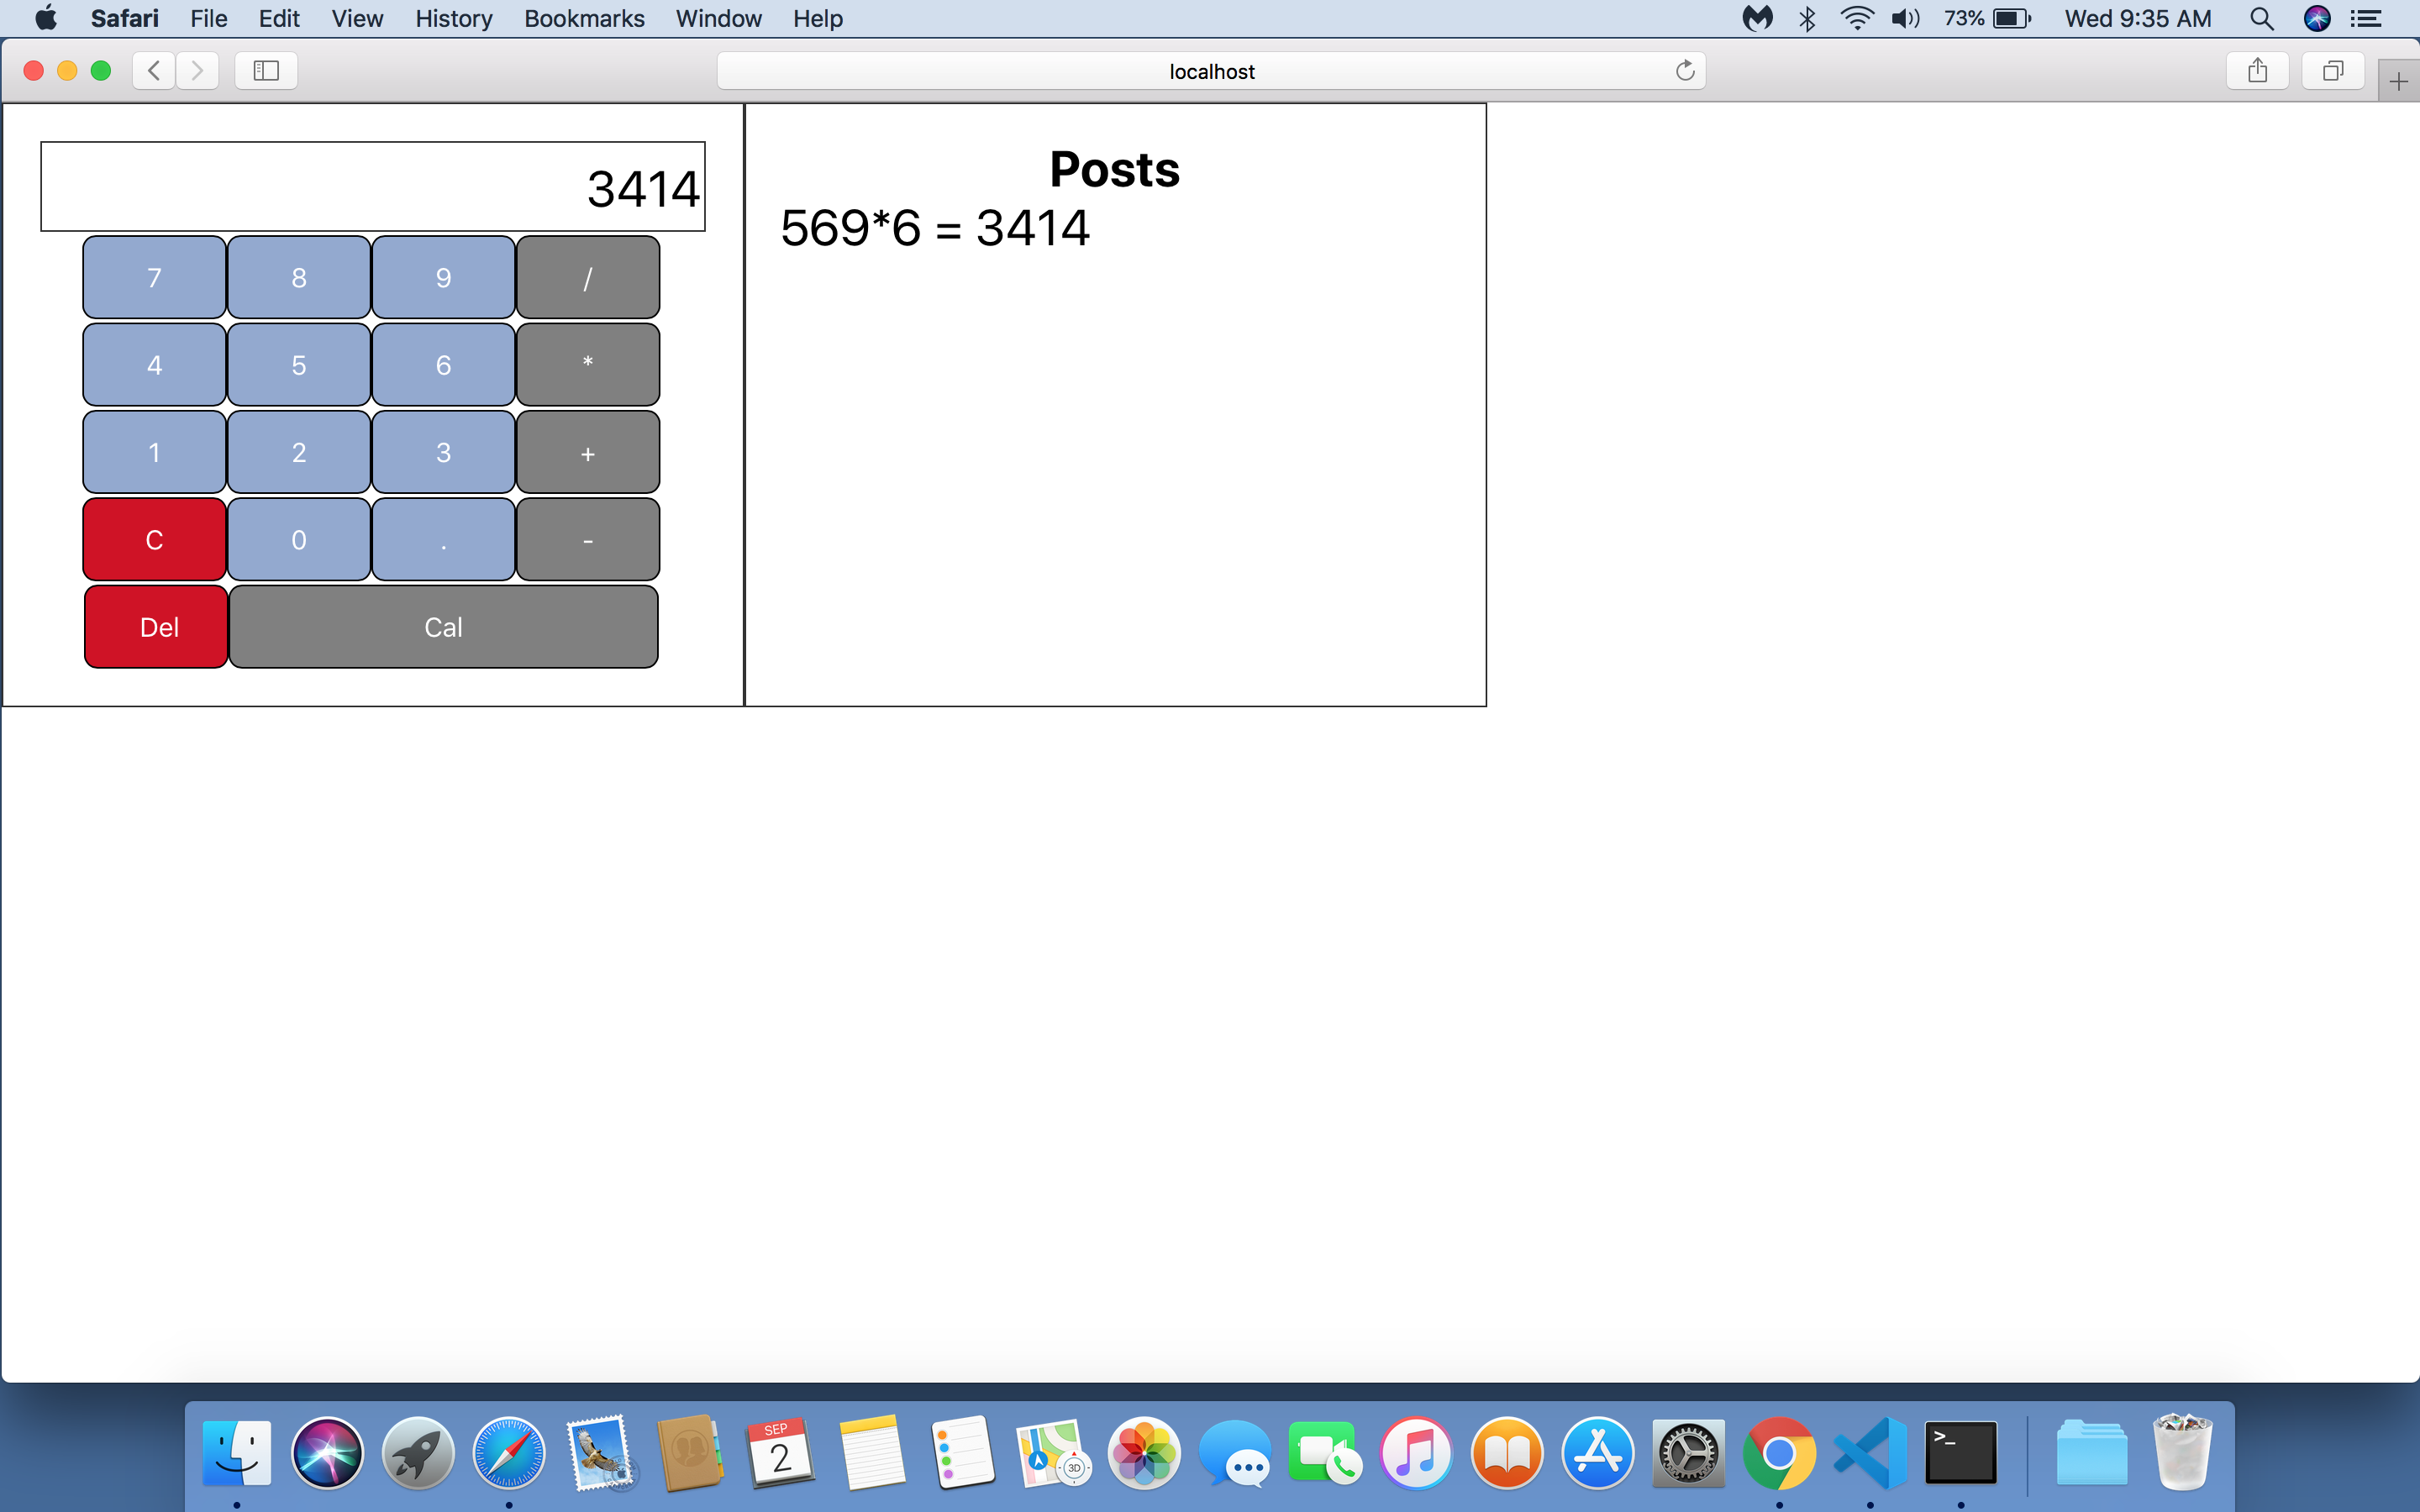 Safari File Edit View History Bookmarks Window Help 73% Wed 9:35 AM
localhost
3414
7 8 9 /
4 5 6 *
1 2 3 +
C 0 . -
Del Cal
Posts
569*6 = 3414
SEP
2
3D
>_